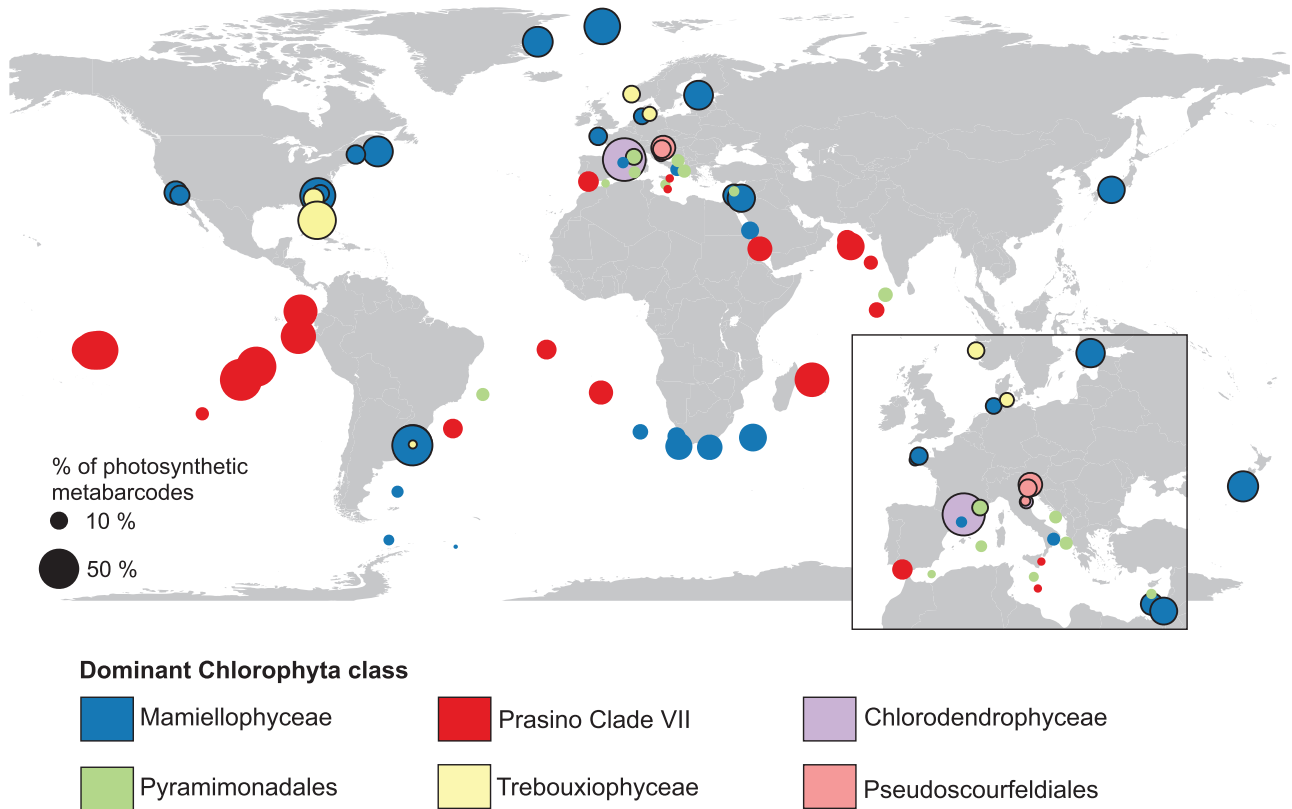 % of photosynthetic
metabarcodes
10 %
50 %
Dominant Chlorophyta class
Mamiellophyceae
Prasino Clade VII
Chlorodendrophyceae
Pyramimonadales
Trebouxiophyceae
Pseudoscourfeldiales